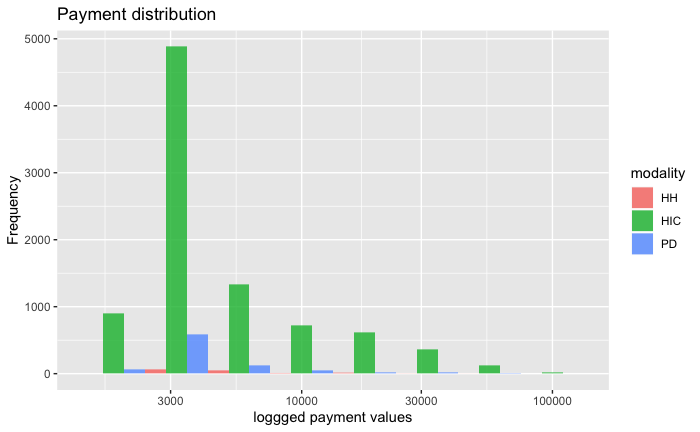 Payment distribution
5000
4000
3000
2000
1000
0
Frequency
3000
10000
30000
100000
loggged payment values
modality
HH
HIC
PD